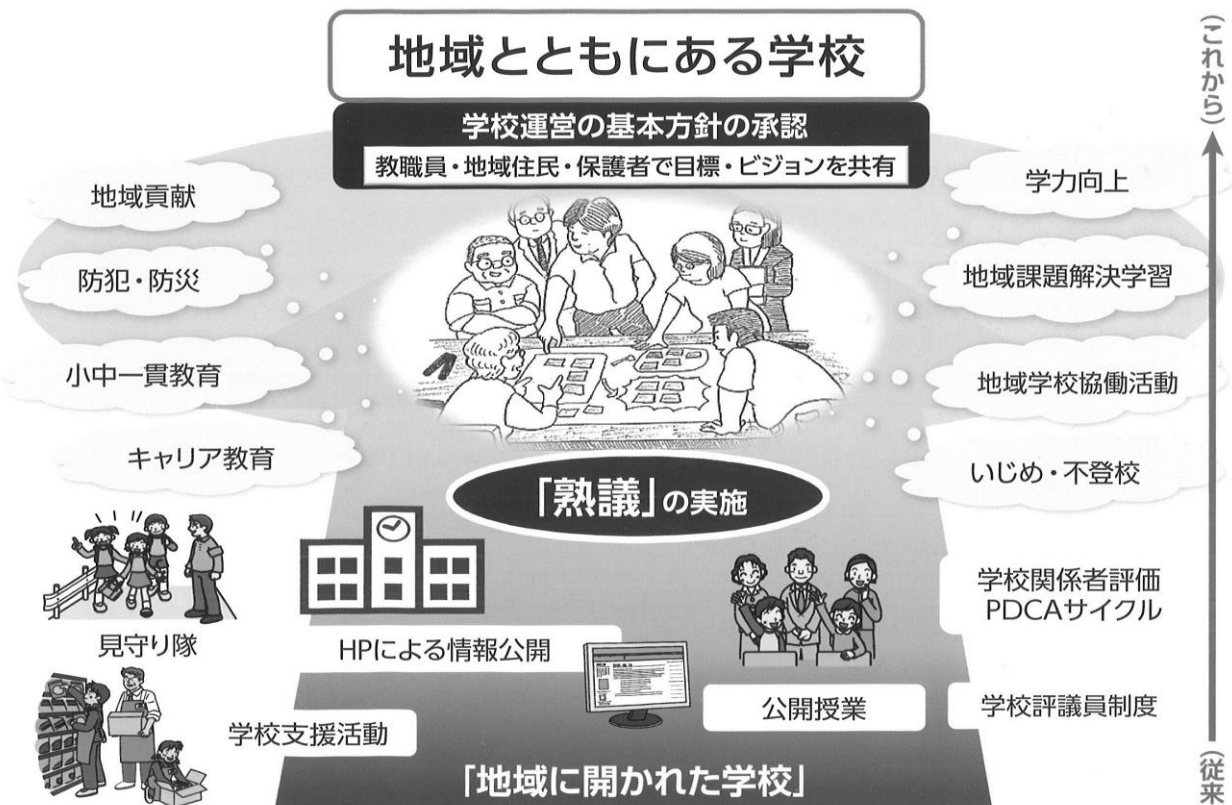 地域とともにある学校
学校運営の基本方針の承認
教職員・地域住民・保護者で目標・ビジョンを共有
(これから)
地域貢献
防犯・防災
小中一貫教育
キャリア教育
学力向上
地域課題解決学習
地域学校協働活動
いじめ・不登校
「熟議」の実施
見守り隊
HPによる情報公開
学校関係者評価
PDCAサイクル
学校支援活動
公開授業
学校評議員制度
「地域に開かれた学校」
(従来